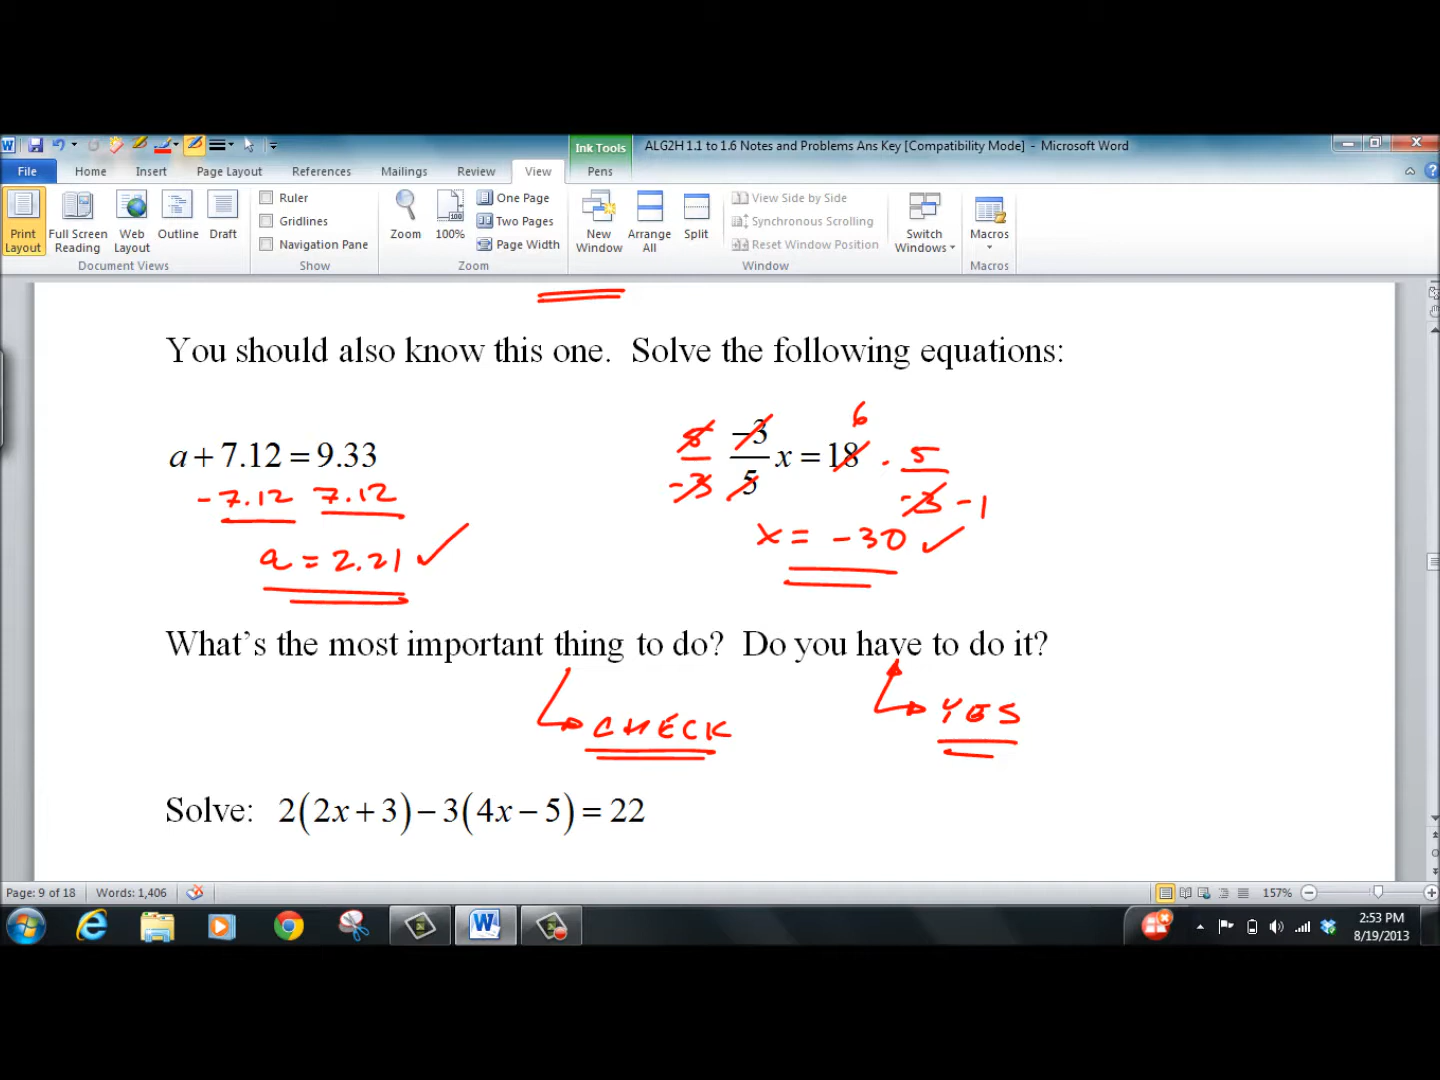 ALG2H 1.1 to 1.6 Notes and Problems Ans Key [Compatibility Mode] - Microsoft Word
Ink Tools
File Home Insert Page Layout References Mailings Review View Pens
Print Layout
Full Screen Reading
Web Layout
Outline
Draft
Document Views
Ruler
Gridlines
Navigation Pane
Show
Zoom
100%
One Page
Two Pages
Page Width
Zoom
New Window
Arrange All
Split
View Side by Side
Synchronous Scrolling
Reset Window Position
Window
Switch Windows
Macros
Macros
You should also know this one. Solve the following equations:
a + 7.12 = 9.33
-7.12 7.12
a = 2.21 ✓
5/-3 -3/5 x = 18 6 · 5/-3 -1
x = -30 ✓
What's the most important thing to do? Do you have to do it?
CHECK YES
Solve: 2(2x + 3) − 3(4x − 5) = 22
Page: 9 of 18 Words: 1,406 157%
2:53 PM
8/19/2013